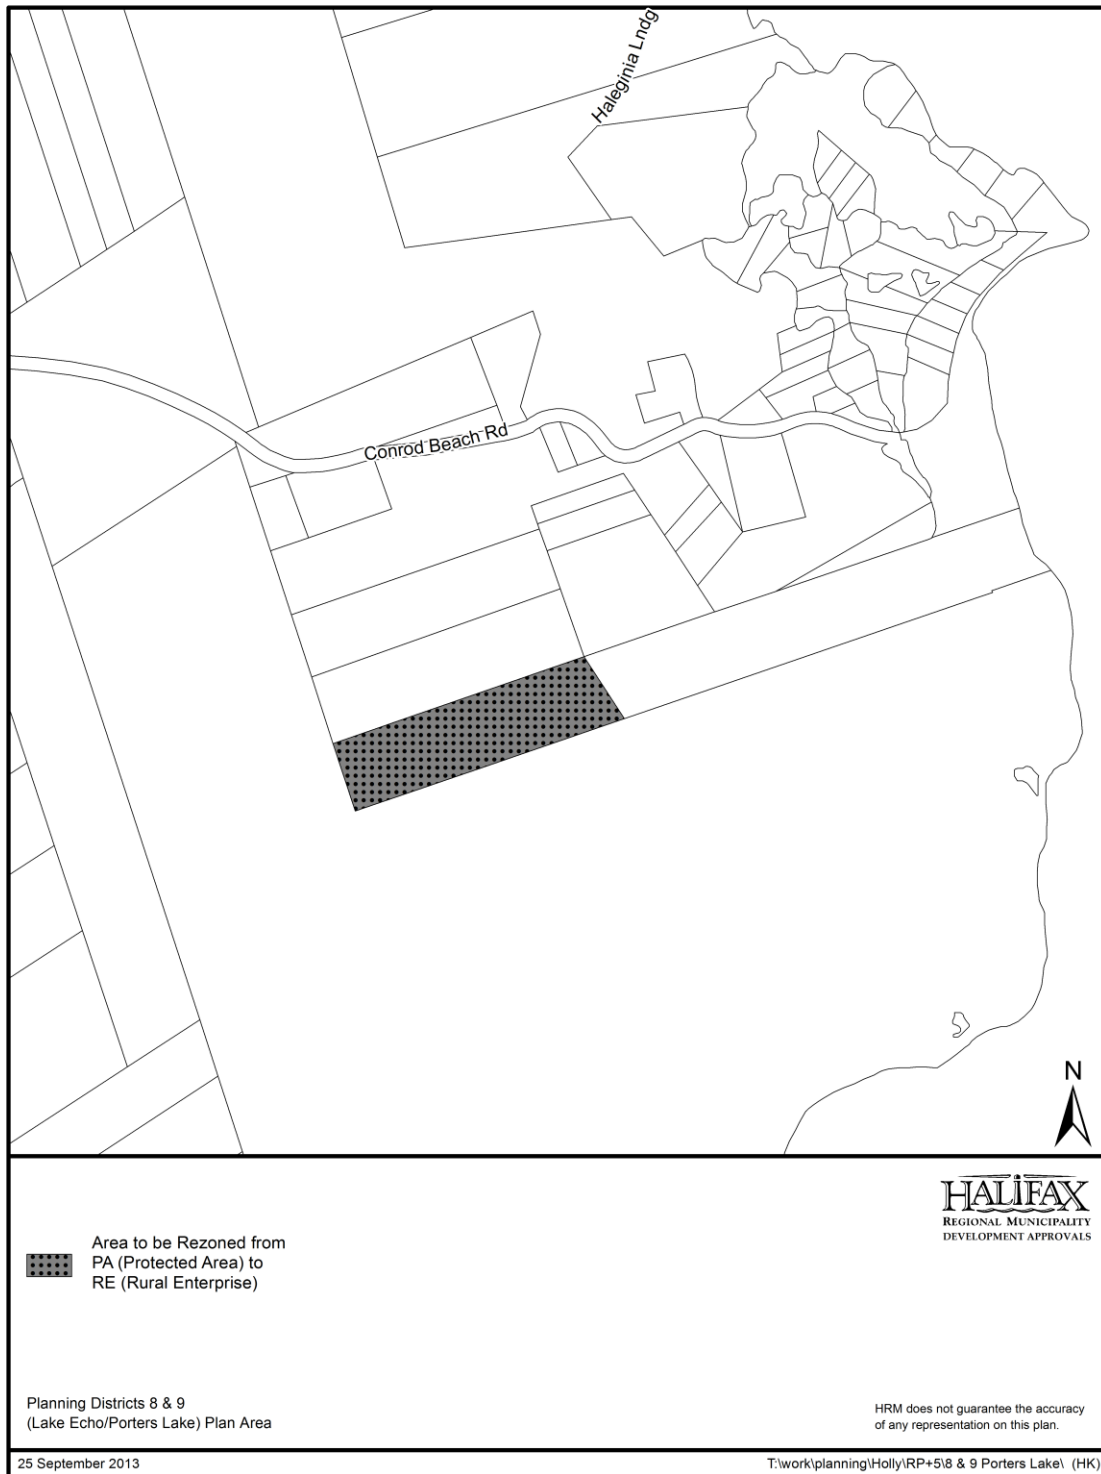 Haleginia Lndg
Conrod Beach Rd
N
HALIFAX
REGIONAL MUNICIPALITY
DEVELOPMENT APPROVALS
Area to be Rezoned from
PA (Protected Area) to
RE (Rural Enterprise)
Planning Districts 8 & 9
(Lake Echo/Porters Lake) Plan Area
HRM does not guarantee the accuracy
of any representation on this plan.
25 September 2013
T:\work\planning\Holly\RP+5\8 & 9 Porters Lake\ (HK)